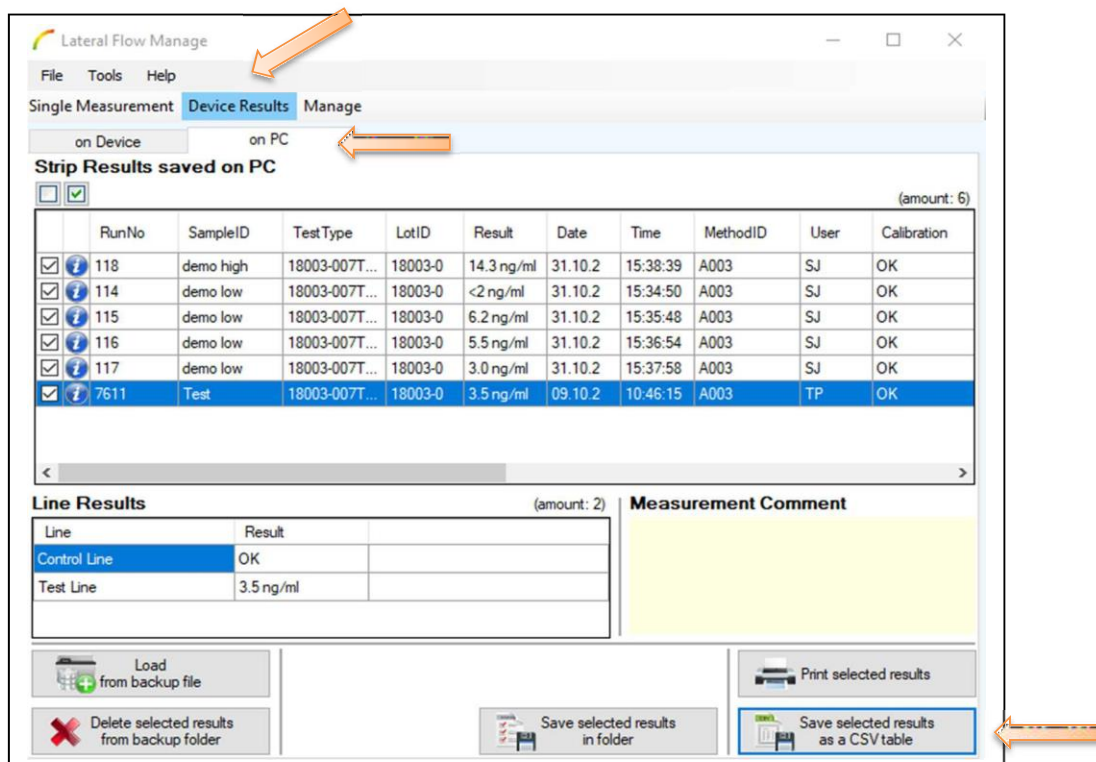 Lateral Flow Manage
File Tools Help
Single Measurement Device Results Manage
on Device on PC
Strip Results saved on PC
(amount: 6)
RunNo SampleID TestType LotID Result Date Time MethodID User Calibration
118 demo high 18003-007T... 18003-0 14.3 ng/ml 31.10.2 15:38:39 A003 SJ OK
114 demo low 18003-007T... 18003-0 <2 ng/ml 31.10.2 15:34:50 A003 SJ OK
115 demo low 18003-007T... 18003-0 6.2 ng/ml 31.10.2 15:35:48 A003 SJ OK
116 demo low 18003-007T... 18003-0 5.5 ng/ml 31.10.2 15:36:54 A003 SJ OK
117 demo low 18003-007T... 18003-0 3.0 ng/ml 31.10.2 15:37:58 A003 SJ OK
7611 Test 18003-007T... 18003-0 3.5 ng/ml 09.10.2 10:46:15 A003 TP OK
Line Results (amount: 2) Measurement Comment
Line Result
Control Line OK
Test Line 3.5 ng/ml
Load
from backup file
Print selected results
Delete selected results
from backup folder
Save selected results
in folder
Save selected results
as a CSV table